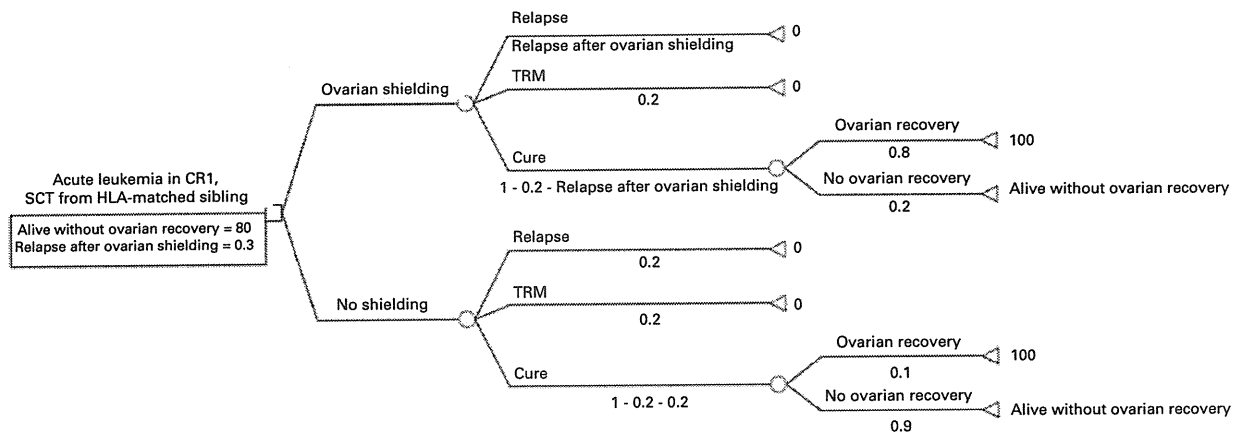 Relapse
0
Relapse after ovarian shielding
TRM
0
0.2
Ovarian shielding
Ovarian recovery
100
0.8
Cure
1 - 0.2 - Relapse after ovarian shielding
No ovarian recovery
Alive without ovarian recovery
0.2
Acute leukemia in CR1,
SCT from HLA-matched sibling
Alive without ovarian recovery = 80
Relapse after ovarian shielding = 0.3
Relapse
0
0.2
TRM
0
0.2
No shielding
Ovarian recovery
100
0.1
Cure
1 - 0.2 - 0.2
No ovarian recovery
Alive without ovarian recovery
0.9